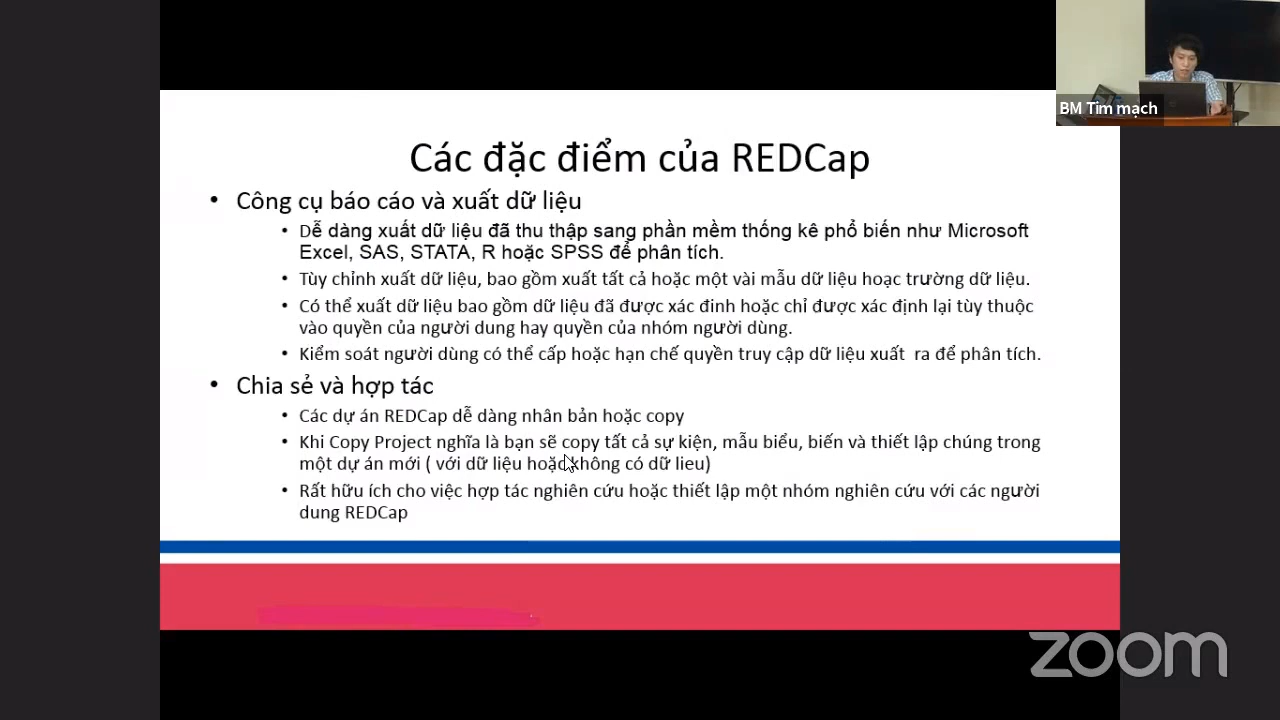 BM Tim mạch
Các đặc điểm của REDCap
• Công cụ báo cáo và xuất dữ liệu
• Dễ dàng xuất dữ liệu đã thu thập sang phần mềm thống kê phổ biến như Microsoft
Excel, SAS, STATA, R hoặc SPSS để phân tích.
• Tùy chỉnh xuất dữ liệu, bao gồm xuất tất cả hoặc một vài mẫu dữ liệu hoạc trường dữ liệu.
• Có thể xuất dữ liệu bao gồm dữ liệu đã được xác đinh hoặc chỉ được xác định lại tùy thuộc
vào quyền của người dung hay quyền của nhóm người dùng.
• Kiểm soát người dùng có thể cấp hoặc hạn chế quyền truy cập dữ liệu xuất ra để phân tích.
• Chia sẻ và hợp tác
• Các dự án REDCap dễ dàng nhân bản hoặc copy
• Khi Copy Project nghĩa là bạn sẽ copy tất cả sự kiện, mẫu biểu, biến và thiết lập chúng trong
một dự án mới ( với dữ liệu hoặc không có dữ lieu)
• Rất hữu ích cho việc hợp tác nghiên cứu hoặc thiết lập một nhóm nghiên cứu với các người
dung REDCap
zoom